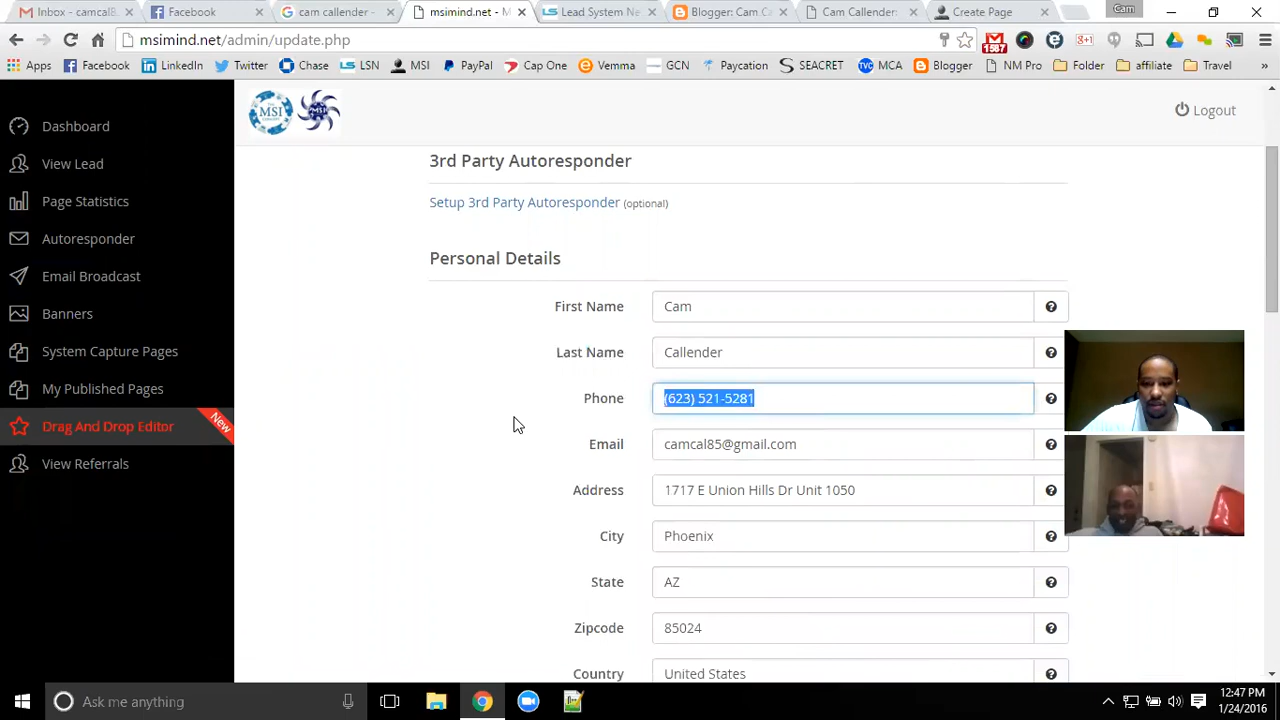 Inbox - camcal8
Facebook
cam callender -
msimind.net - M
Lead System Ne
Blogger: Cam C
Cam Callender:
Create Page
Cam
msimind.net/admin/update.php
1587
Apps
Facebook
LinkedIn
Twitter
Chase
LSN
MSI
PayPal
Cap One
Vemma
GCN
Paycation
SEACRET
MCA
Blogger
NM Pro
Folder
affiliate
Travel
Dashboard
View Lead
Page Statistics
Autoresponder
Email Broadcast
Banners
System Capture Pages
My Published Pages
Drag And Drop Editor
New
View Referrals
MSI
MSI
Logout
3rd Party Autoresponder
Setup 3rd Party Autoresponder (optional)
Personal Details
First Name Cam
Last Name Callender
Phone (623) 521-5281
Email camcal85@gmail.com
Address 1717 E Union Hills Dr Unit 1050
City Phoenix
State AZ
Zipcode 85024
Country United States
Ask me anything
12:47 PM
1/24/2016